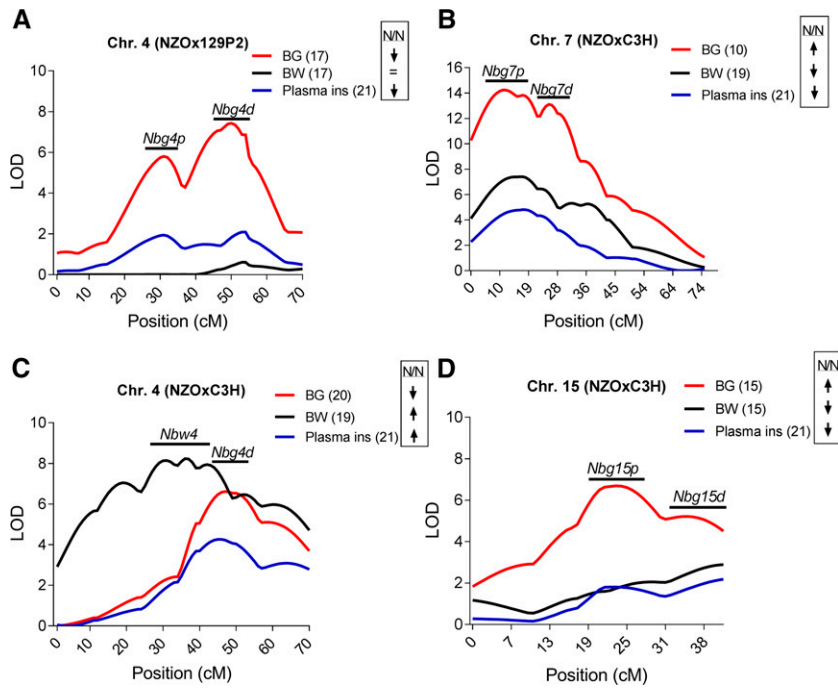 A
Chr. 4 (NZOx129P2)
BG (17)
BW (17)
Plasma ins (21)
N/N
↓
=
↓
Nbg4p
Nbg4d
LOD
10
8
6
4
2
0
0 10 20 30 40 50 60 70
Position (cM)
B
Chr. 7 (NZOxC3H)
BG (10)
BW (19)
Plasma ins (21)
N/N
↑
↓
↓
Nbg7p
Nbg7d
LOD
16
14
12
10
8
6
4
2
0
0 10 19 28 36 45 54 64 74
Position (cM)
C
Chr. 4 (NZOxC3H)
BG (20)
BW (19)
Plasma ins (21)
N/N
↓
↑
↑
Nbw4
Nbg4d
LOD
10
8
6
4
2
0
0 10 20 30 40 50 60 70
Position (cM)
D
Chr. 15 (NZOxC3H)
BG (15)
BW (15)
Plasma ins (21)
N/N
↑
↓
↓
Nbg15p
Nbg15d
LOD
10
8
6
4
2
0
0 7 13 19 25 31 38
Position (cM)